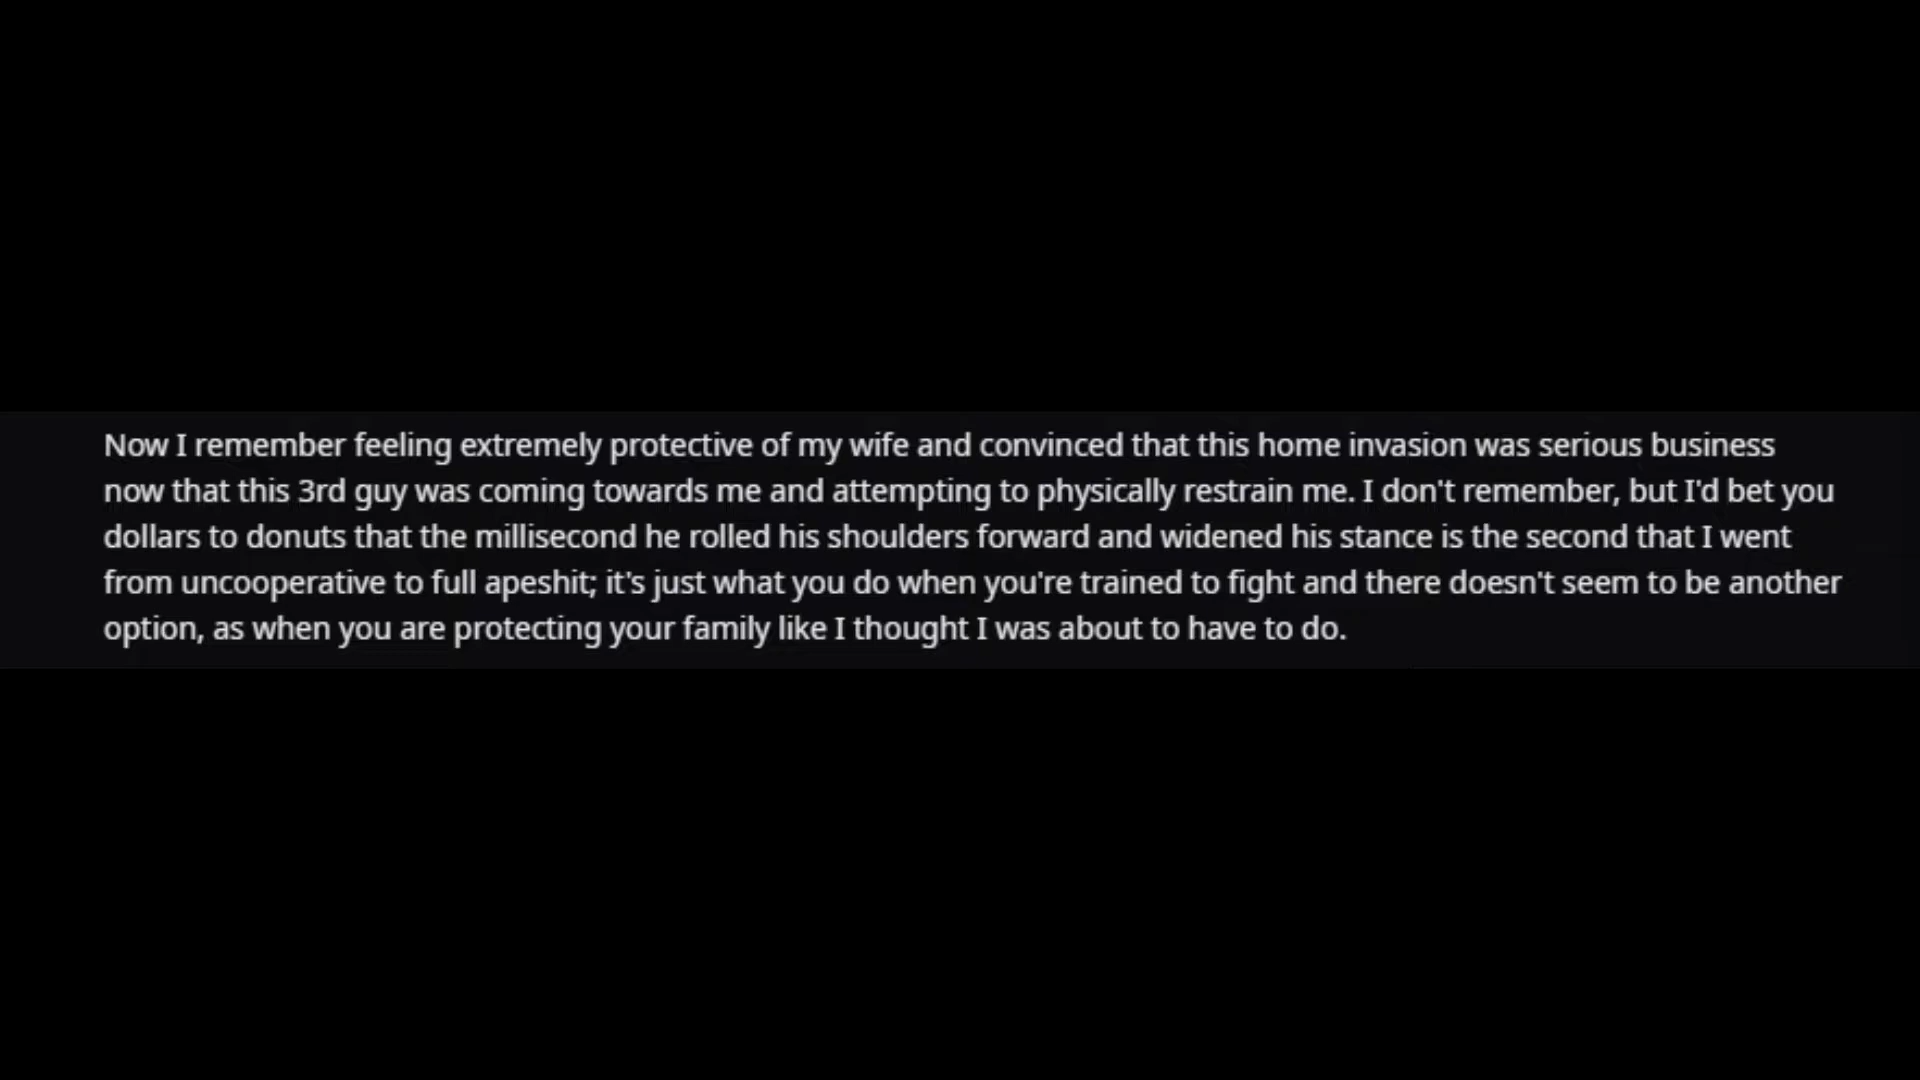 Now I remember feeling extremely protective of my wife and convinced that this home invasion was serious business
now that this 3rd guy was coming towards me and attempting to physically restrain me. I don't remember, but I'd bet you
dollars to donuts that the millisecond he rolled his shoulders forward and widened his stance is the second that I went
from uncooperative to full apeshit; it's just what you do when you're trained to fight and there doesn't seem to be another
option, as when you are protecting your family like I thought I was about to have to do.